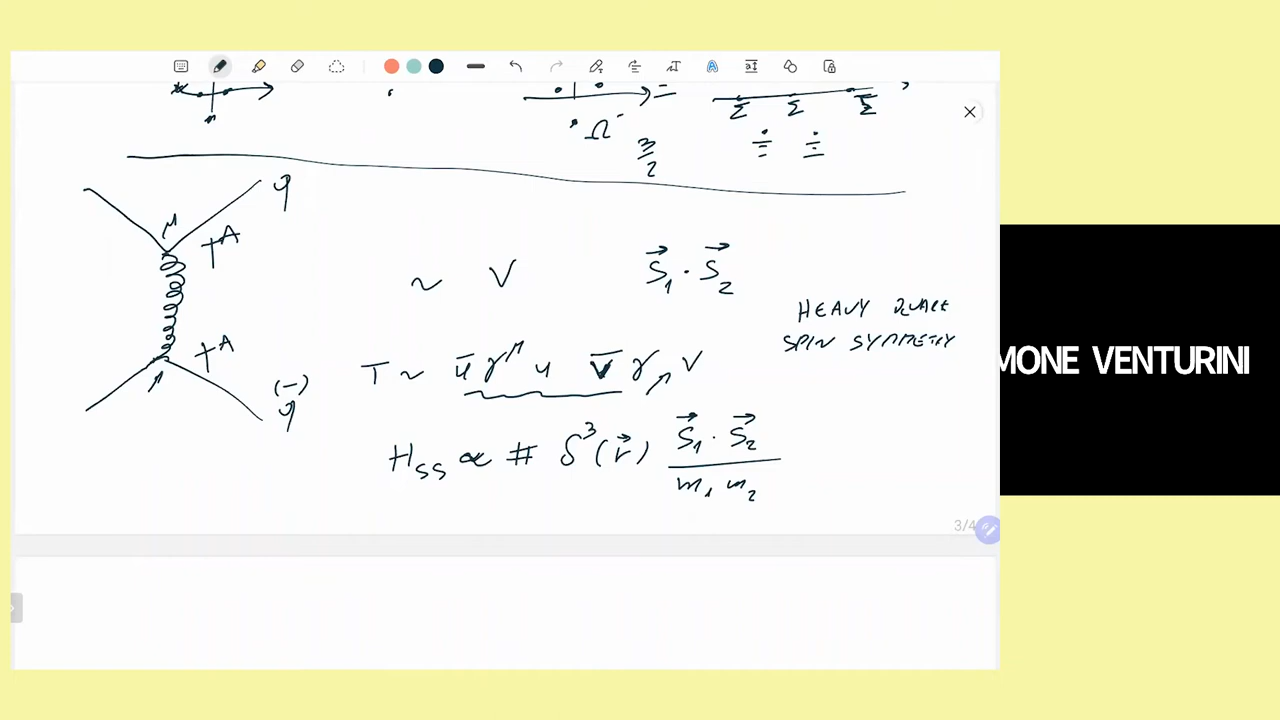 Ω⁻
3/2
Σ Σ Σ
μ
T^A
q
~ V
S⃗₁ · S⃗₂
HEAVY QUARK
SPIN SYMMETRY
T^A
(-)
q
T ~ ū γ^μ u v̄ γ_μ v
H_SS ∝ # δ³(r⃗) S⃗₁ · S⃗₂ / m₁ m₂
3/4
MONE VENTURINI